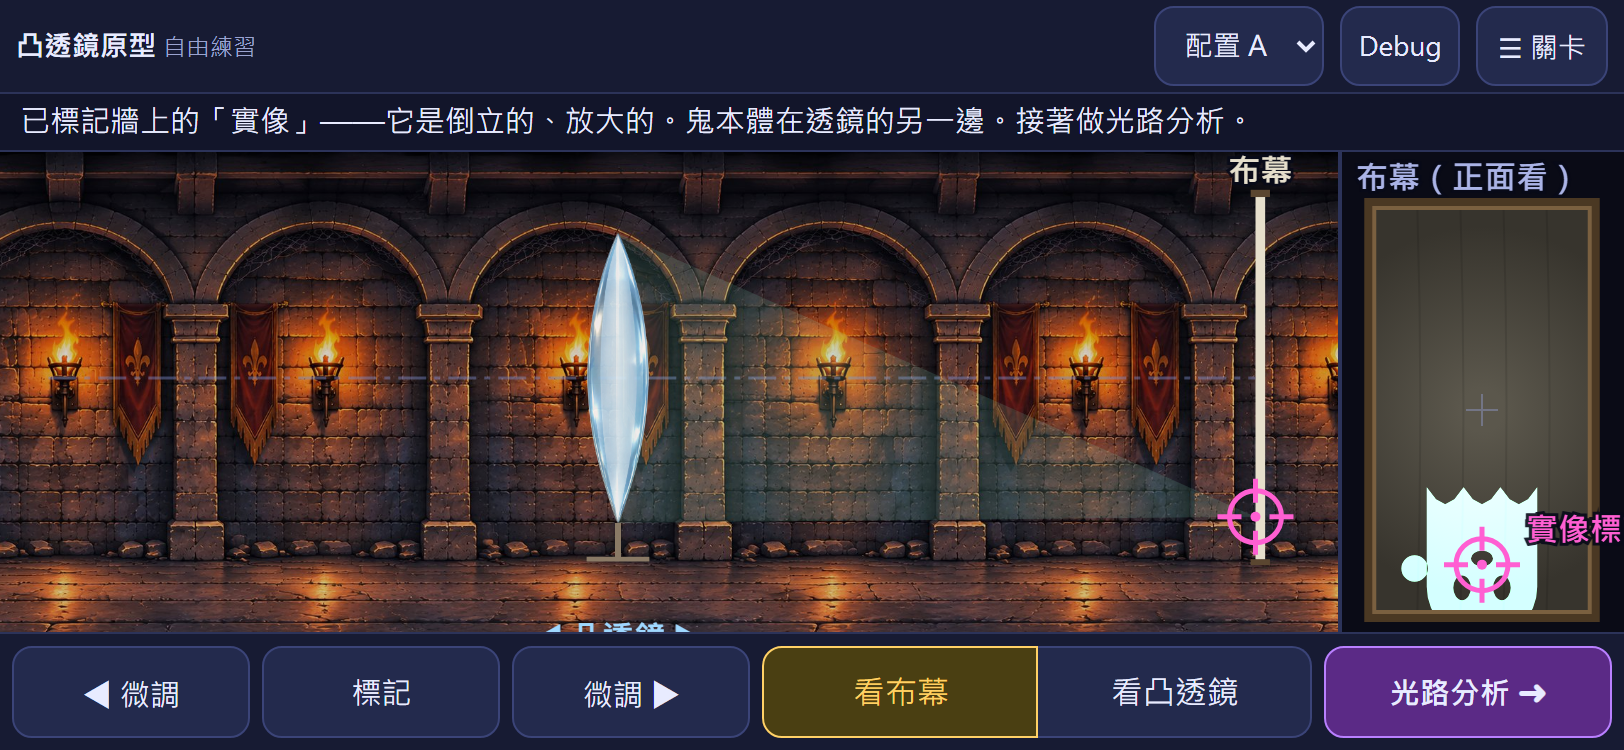 凸透鏡原型 自由練習
配置 A
Debug
☰ 關卡
已標記牆上的「實像」——它是倒立的、放大的。鬼本體在透鏡的另一邊。接著做光路分析。
布幕
布幕（正面看）
實像標
◀ 凸透鏡 ▶
◀ 微調
標記
微調 ▶
看布幕
看凸透鏡
光路分析 ➜